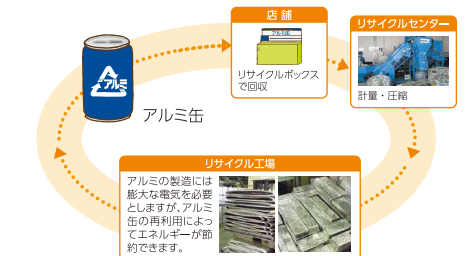 店舗
アルミ缶
リサイクルボックス
で回収
リサイクルセンター
計量・圧縮
アルミ
アルミ缶
リサイクル工場
アルミの製造には
膨大な電気を必要
としますが、アルミ
缶の再利用によっ
てエネルギーが節
約できます。